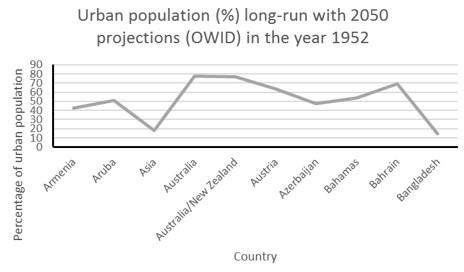 Urban population (%) long-run with 2050
projections (OWID) in the year 1952
Percentage of urban population
90
80
70
60
50
40
30
20
10
0
Armenia
Aruba
Asia
Australia
Australia/New Zealand
Austria
Azerbaijan
Bahamas
Bahrain
Bangladesh
Country